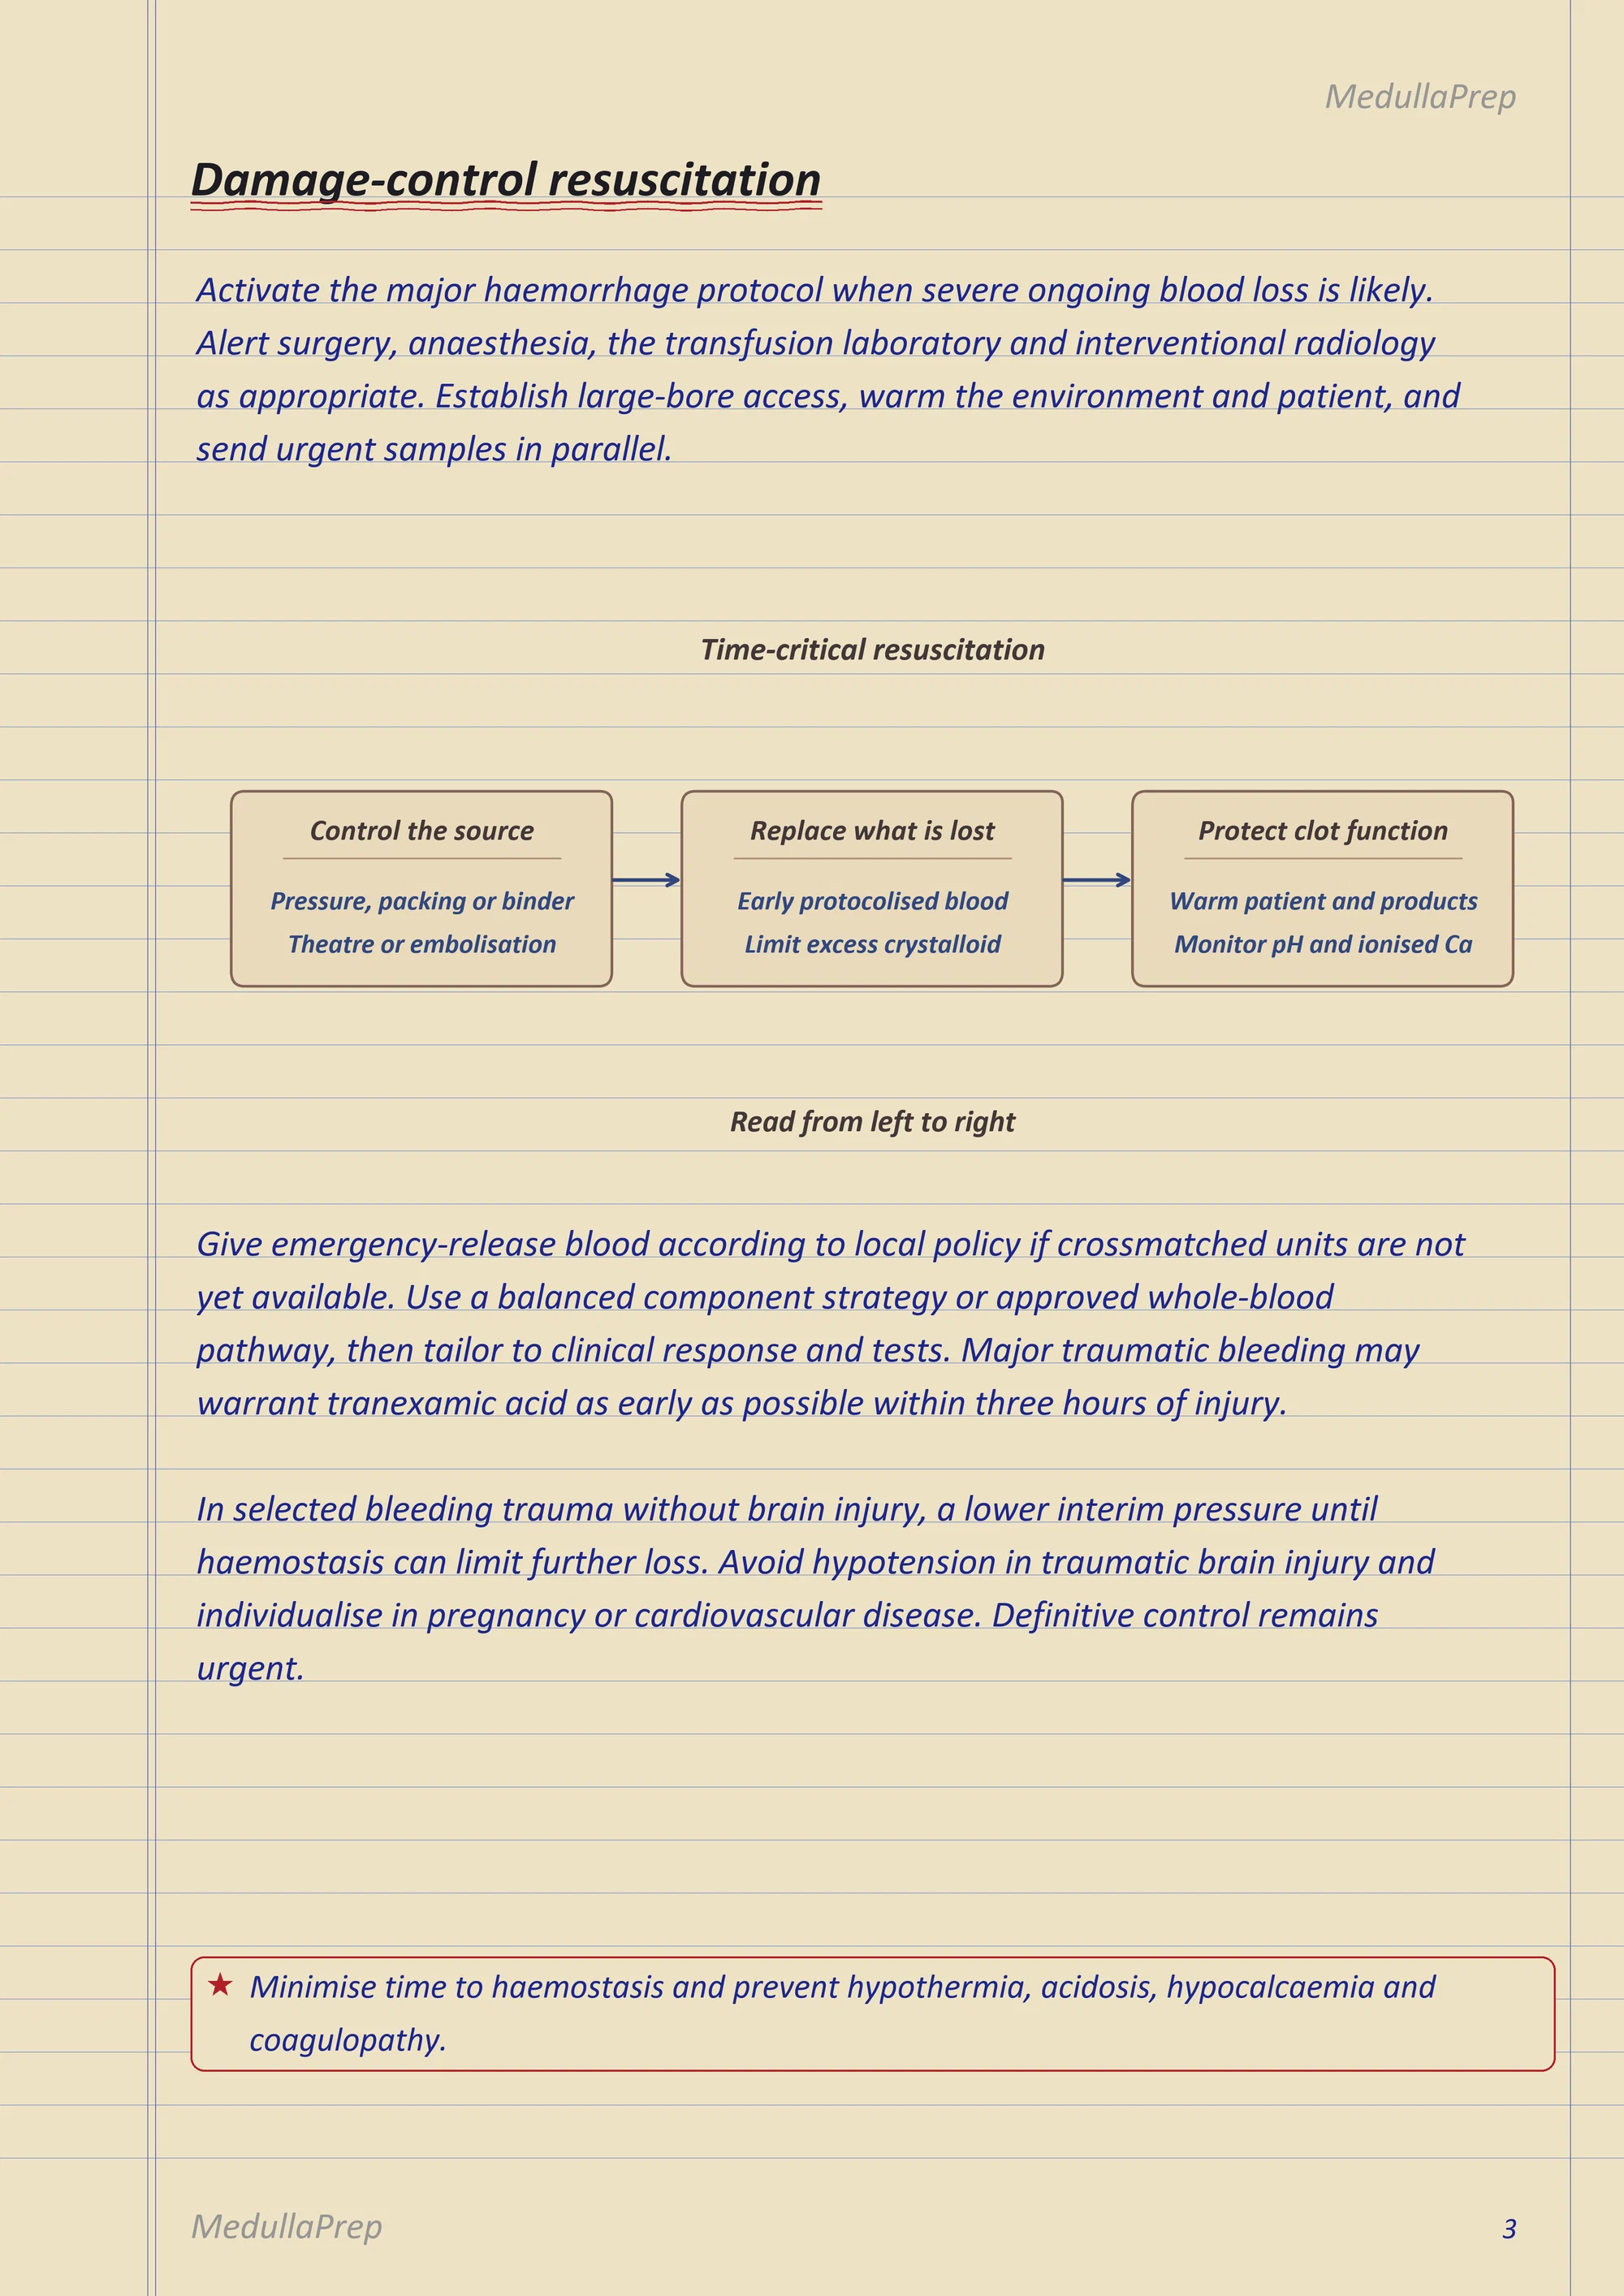 MedullaPrep
Damage-control resuscitation
Activate the major haemorrhage protocol when severe ongoing blood loss is likely.
Alert surgery, anaesthesia, the transfusion laboratory and interventional radiology
as appropriate. Establish large-bore access, warm the environment and patient, and
send urgent samples in parallel.
Time-critical resuscitation
Control the source
Pressure, packing or binder
Theatre or embolisation
Replace what is lost
Early protocolised blood
Limit excess crystalloid
Protect clot function
Warm patient and products
Monitor pH and ionised Ca
Read from left to right
Give emergency-release blood according to local policy if crossmatched units are not
yet available. Use a balanced component strategy or approved whole-blood
pathway, then tailor to clinical response and tests. Major traumatic bleeding may
warrant tranexamic acid as early as possible within three hours of injury.
In selected bleeding trauma without brain injury, a lower interim pressure until
haemostasis can limit further loss. Avoid hypotension in traumatic brain injury and
individualise in pregnancy or cardiovascular disease. Definitive control remains
urgent.
★ Minimise time to haemostasis and prevent hypothermia, acidosis, hypocalcaemia and
coagulopathy.
MedullaPrep
3